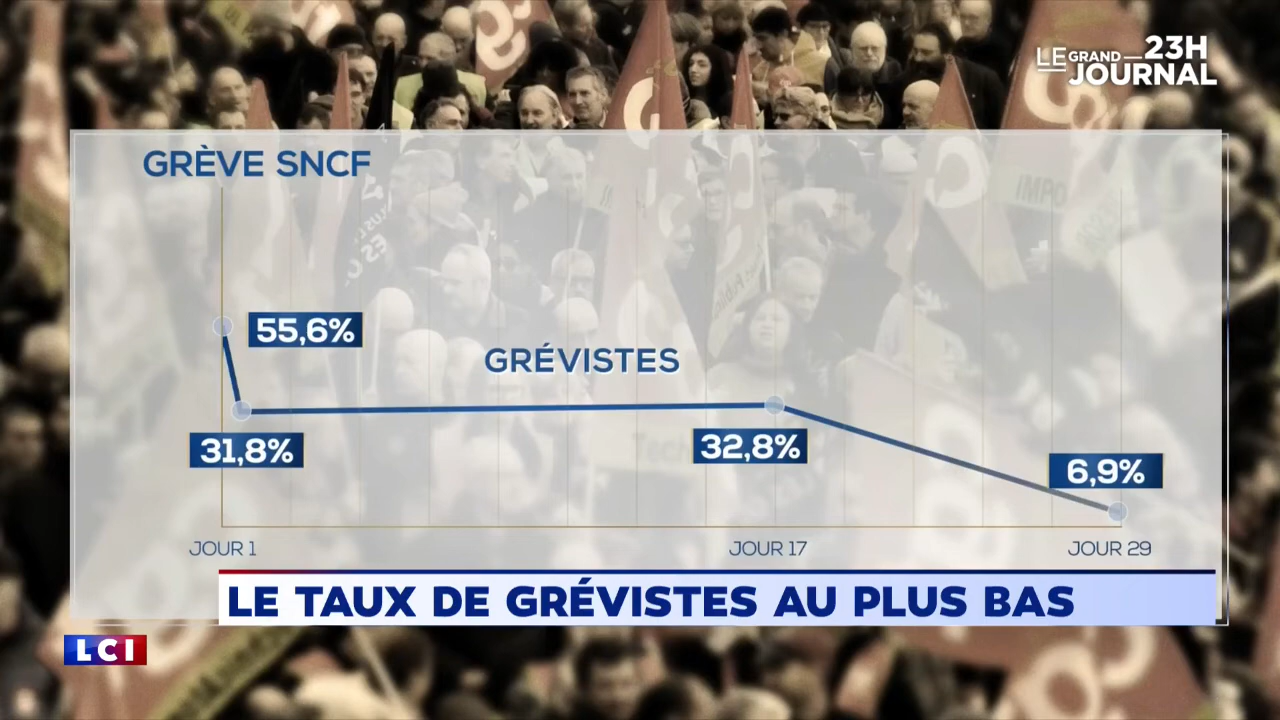 LE GRAND 23H
JOURNAL
GRÈVE SNCF
55,6%
GRÉVISTES
31,8%
32,8%
6,9%
JOUR 1
JOUR 17
JOUR 29
LE TAUX DE GRÉVISTES AU PLUS BAS
LCI